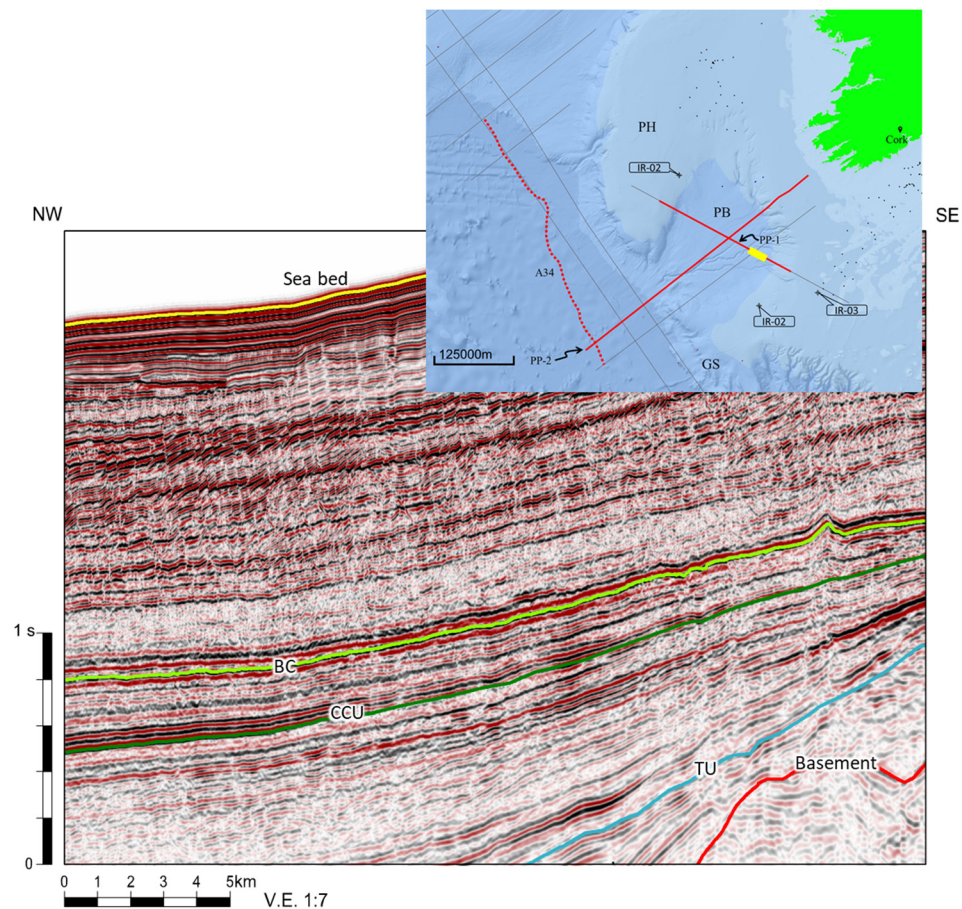 PH
Cork
IR-02
PB
PP-1
A34
IR-03
IR-02
125000m
PP-2
GS
NW
SE
Sea bed
1 s
BC
CCU
TU
Basement
0
0 1 2 3 4 5km
V.E. 1:7